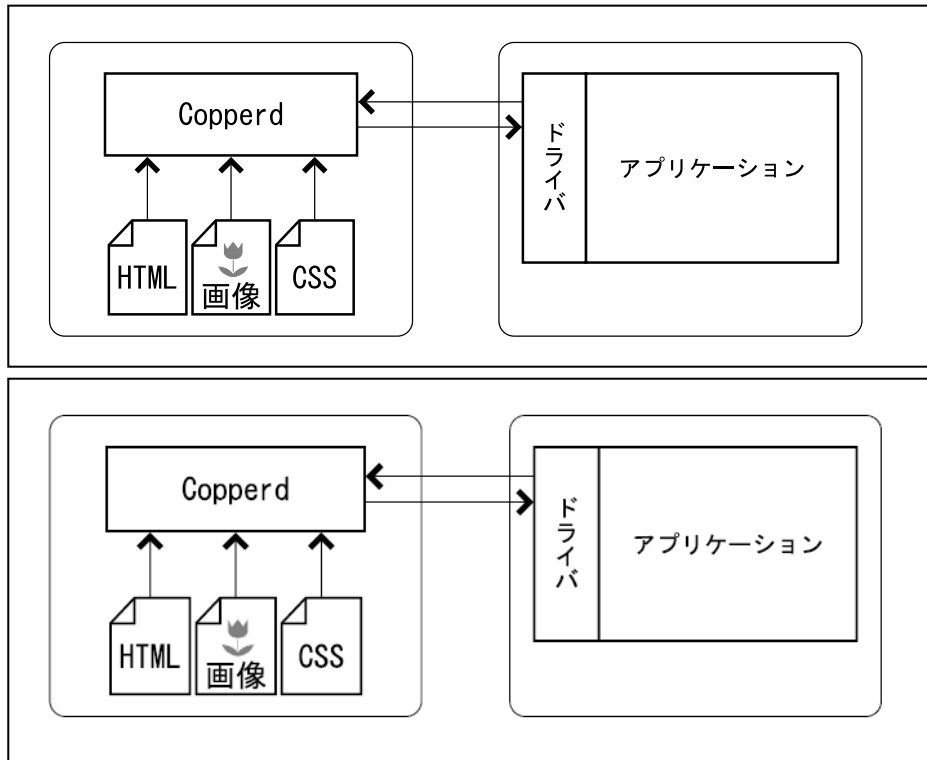 Copperd
ドライバ
アプリケーション
HTML
画像
CSS
Copperd
ドライバ
アプリケーション
HTML
画像
CSS